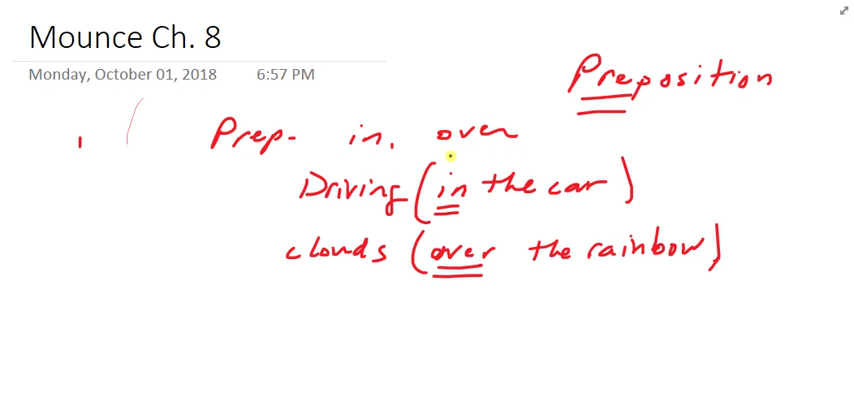 Mounce Ch. 8
Monday, October 01, 2018 6:57 PM
Preposition
1 Prep- in, over
Driving (in the car)
clouds (over the rainbow)